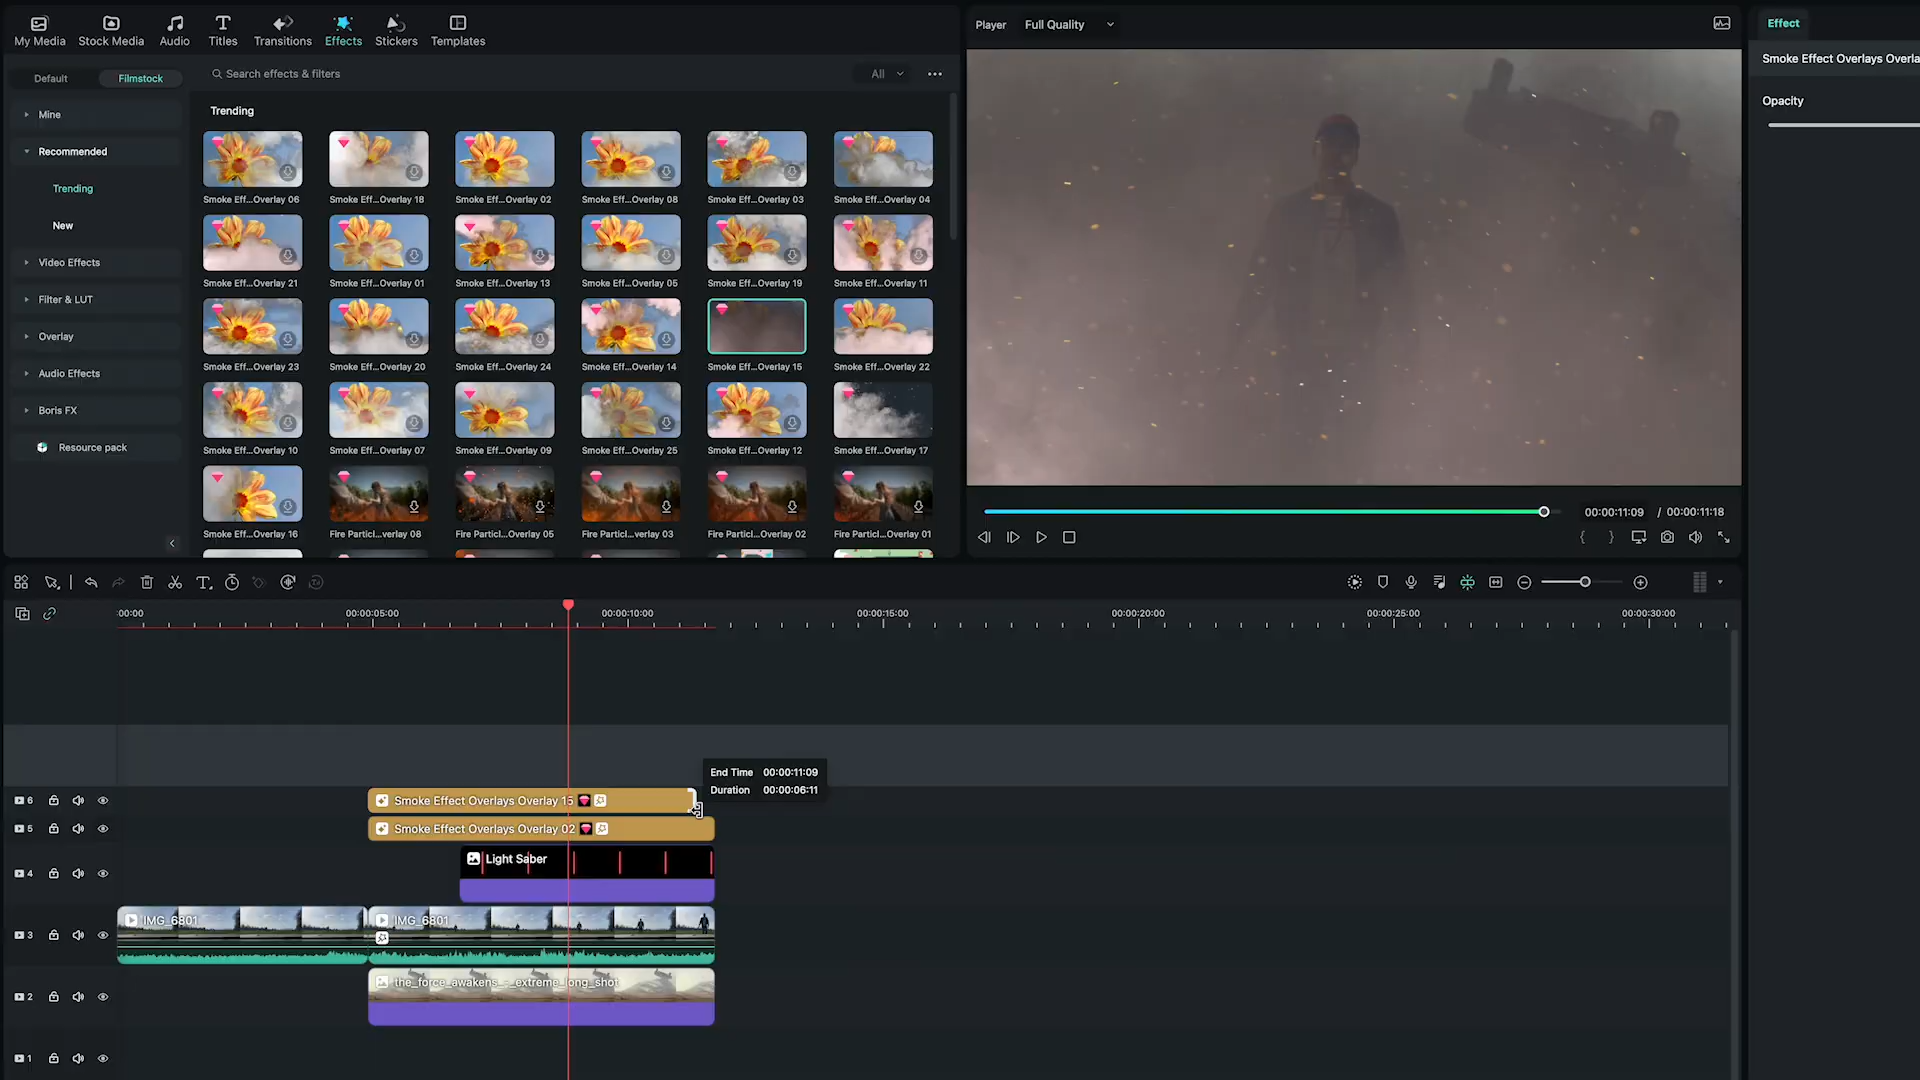 My Media
Stock Media
Audio
Titles
Transitions
Effects
Stickers
Templates
Player
Full Quality
Effect
Default
Filmstock
Search effects & filters
All
Smoke Effect Overlays Overla
Opacity
Mine
Recommended
Trending
New
Video Effects
Filter & LUT
Overlay
Audio Effects
Boris FX
Resource pack
Trending
Smoke Eff...Overlay 06
Smoke Eff...Overlay 18
Smoke Eff...Overlay 02
Smoke Eff...Overlay 08
Smoke Eff...Overlay 03
Smoke Eff...Overlay 04
Smoke Eff...Overlay 21
Smoke Eff...Overlay 01
Smoke Eff...Overlay 13
Smoke Eff...Overlay 05
Smoke Eff...Overlay 19
Smoke Eff...Overlay 11
Smoke Eff...Overlay 23
Smoke Eff...Overlay 20
Smoke Eff...Overlay 24
Smoke Eff...Overlay 14
Smoke Eff...Overlay 15
Smoke Eff...Overlay 22
Smoke Eff...Overlay 10
Smoke Eff...Overlay 07
Smoke Eff...Overlay 09
Smoke Eff...Overlay 25
Smoke Eff...Overlay 12
Smoke Eff...Overlay 17
Smoke Eff...Overlay 16
Fire Particl...verlay 08
Fire Particl...Overlay 05
Fire Particl...verlay 03
Fire Particl...Overlay 02
Fire Particl...Overlay 01
00:00:11:09 / 00:00:11:18
:00:00
00:00:05:00
00:00:10:00
00:00:15:00
00:00:20:00
00:00:25:00
00:00:30:00
End Time 00:00:11:09
Duration 00:00:06:11
6
Smoke Effect Overlays Overlay 15
5
Smoke Effect Overlays Overlay 02
4
Light Saber
3
IMG_6801
IMG_6801
2
the_force_awakens_-_extreme_long_shot
1